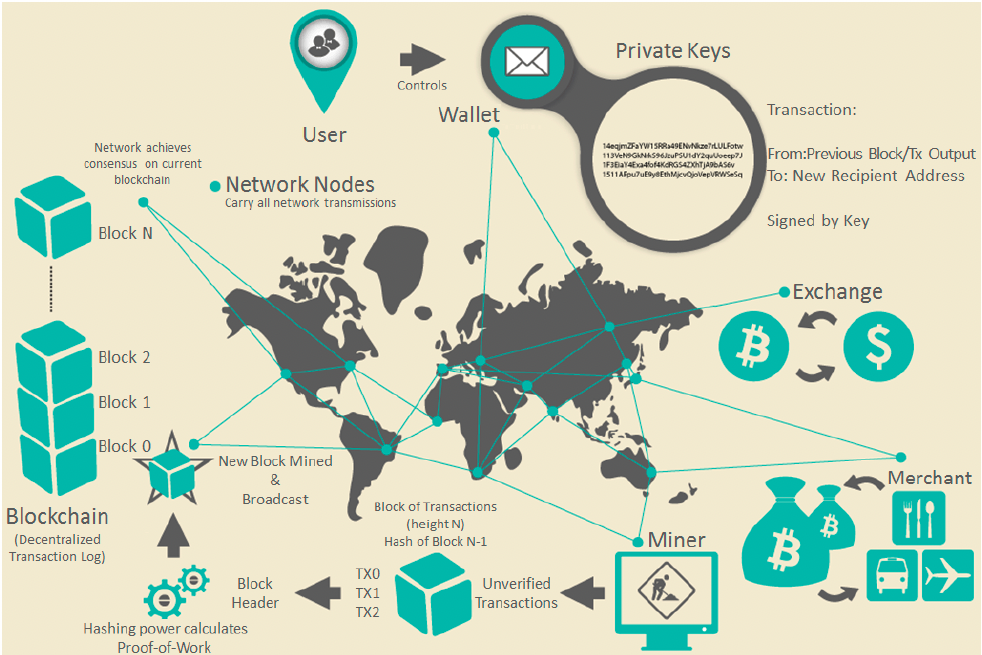 User
Controls
Wallet
Private Keys
Transaction:
From:Previous Block/Tx Output
To: New Recipient Address
Signed by Key
Network achieves
consensus on current
blockchain
Network Nodes
Carry all network transmissions
Block N
Block 2
Block 1
Block 0
Blockchain
(Decentralized
Transaction Log)
New Block Mined
&
Broadcast
Exchange
$
Merchant
Miner
Block of Transactions
(height N)
Hash of Block N-1
Unverified
Transactions
TX0
TX1
TX2
Block
Header
Hashing power calculates
Proof-of-Work